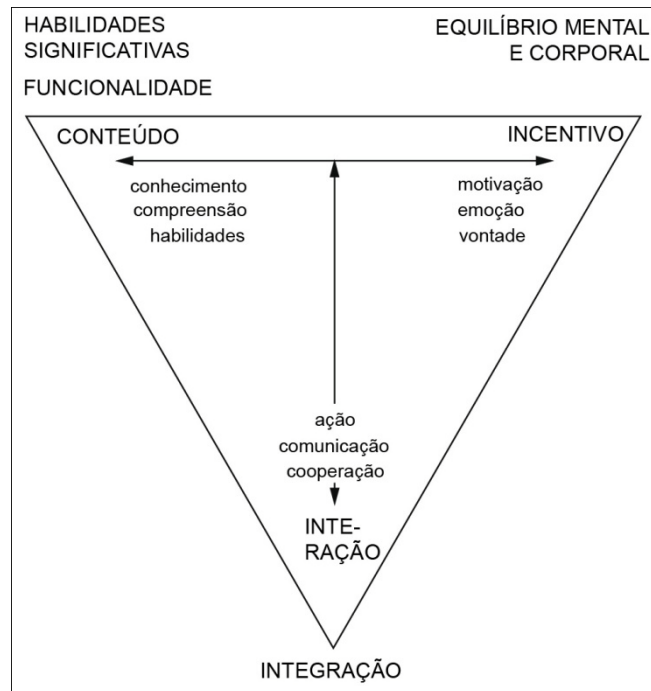 HABILIDADES
SIGNIFICATIVAS
EQUILÍBRIO MENTAL
E CORPORAL
FUNCIONALIDADE
CONTEÚDO
INCENTIVO
conhecimento
compreensão
habilidades
motivação
emoção
vontade
ação
comunicação
cooperação
INTE-
RAÇÃO
INTEGRAÇÃO